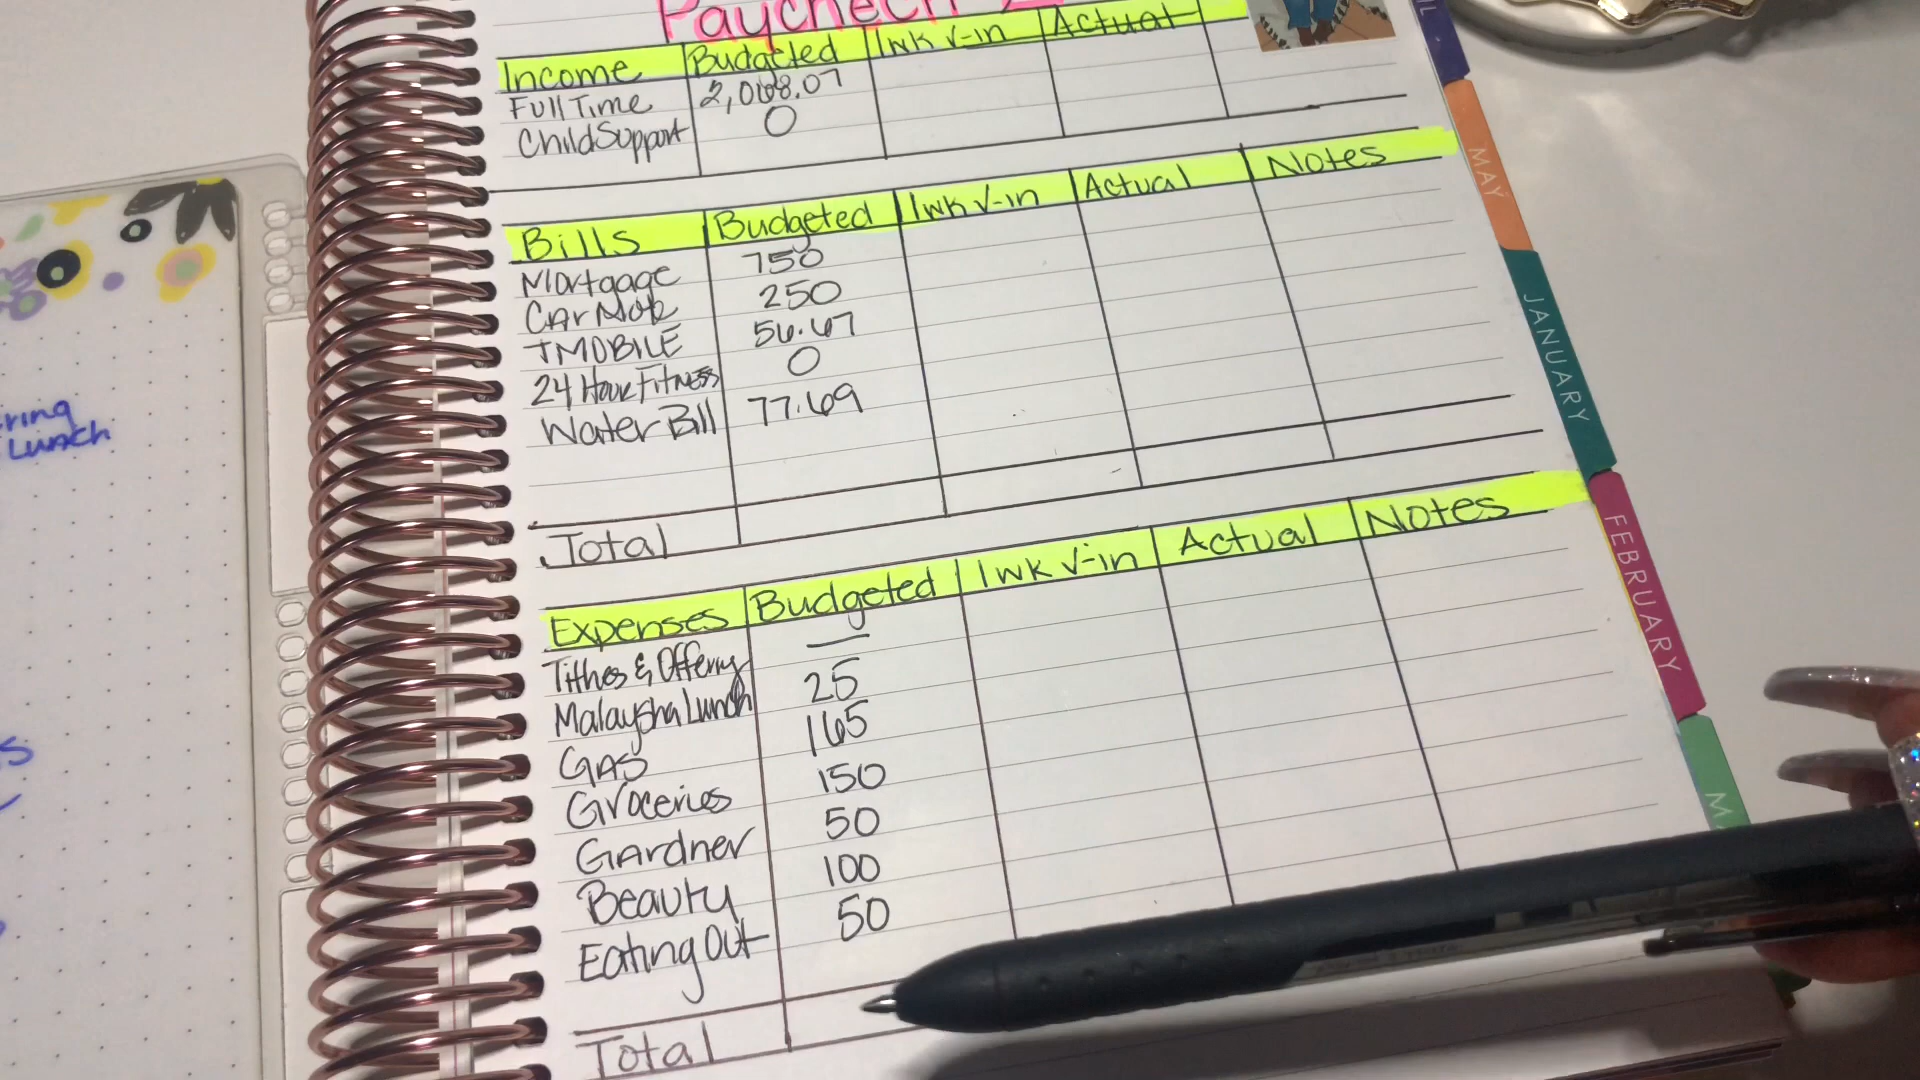 Paycheck
Income Budgeted 1wk √-in Actual
Full Time 2,068.07
Child Support 0
Bills Budgeted 1wk √-in Actual Notes
Mortgage 750
Car Note 250
TMOBILE 56.67
24 Hour Fitness 0
Water Bill 77.69
Total
Expenses Budgeted 1wk √-in Actual Notes
Tithes & Offering —
Malaysha Lunch 25
Gas 165
Groceries 150
Gardner 50
Beauty 100
Eating Out 50
Total
MAY
JANUARY
FEBRUARY
Lunch